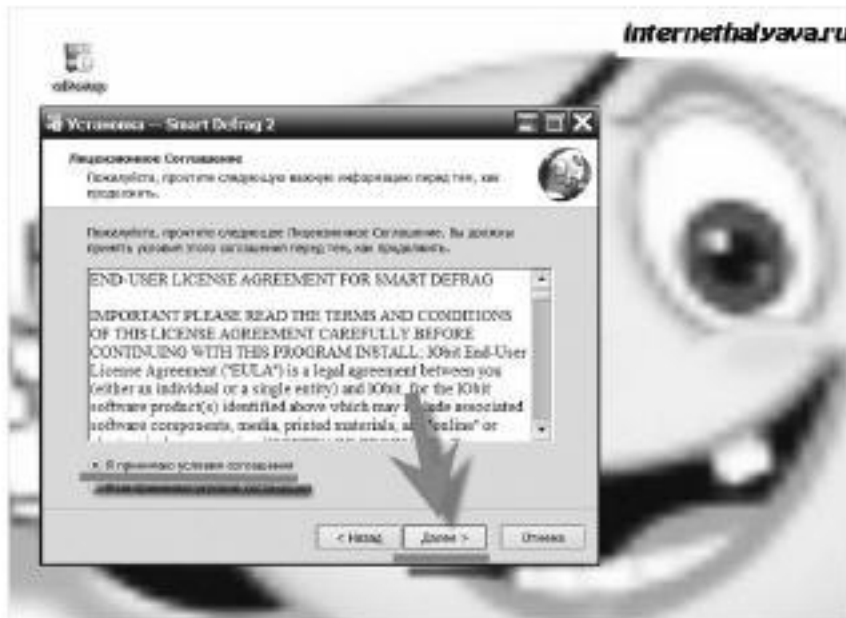 internethalyava.ru
Установка — Smart Defrag 2
Лицензионное Соглашение
Пожалуйста, прочтите следующую важную информацию перед тем, как
продолжить.
Пожалуйста, прочтите следующее Лицензионное Соглашение. Вы должны
принять условия этого соглашения перед тем, как продолжить.
END-USER LICENSE AGREEMENT FOR SMART DEFRAG
IMPORTANT PLEASE READ THE TERMS AND CONDITIONS
OF THIS LICENSE AGREEMENT CAREFULLY BEFORE
CONTINUING WITH THIS PROGRAM INSTALL: IObit End-User
License Agreement ("EULA") is a legal agreement between you
(either an individual or a single entity) and IObit for the IObit
software product(s) identified above which may include associated
software components, media, printed materials, and "online" or
Я принимаю условия соглашения
< Назад
Далее >
Отмена